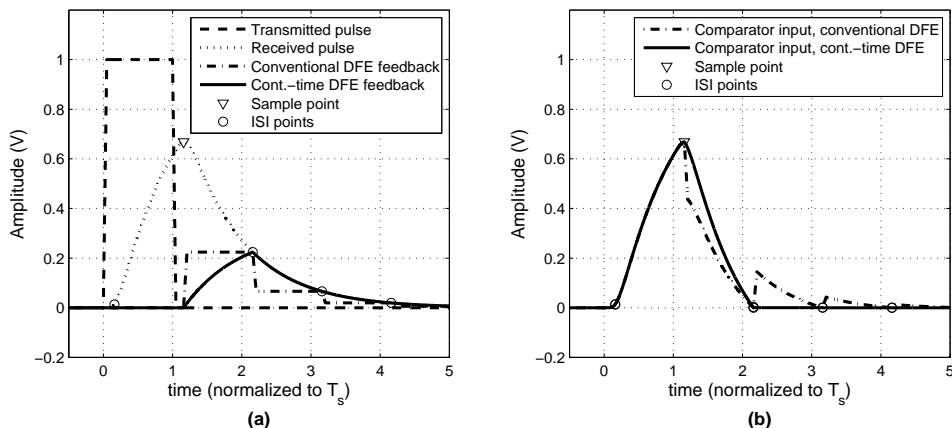 Transmitted pulse
Received pulse
Conventional DFE feedback
Cont.−time DFE feedback
Sample point
ISI points
1
0.8
0.6
0.4
0.2
0
−0.2
Amplitude (V)
0 1 2 3 4 5
time (normalized to Ts)
(a)
Comparator input, conventional DFE
Comparator input, cont.−time DFE
Sample point
ISI points
1
0.8
0.6
0.4
0.2
0
−0.2
Amplitude (V)
0 1 2 3 4 5
time (normalized to Ts)
(b)